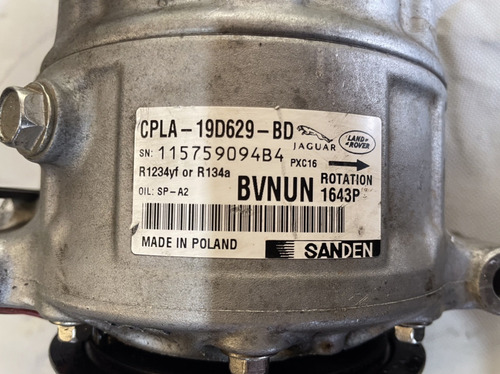 CPLA-19D629-BD
JAGUAR
LAND ROVER
SN: 115759094B4
PXC16
R1234yf or R134a
ROTATION
OIL: SP-A2
BVNUN
1643P
MADE IN POLAND
SANDEN